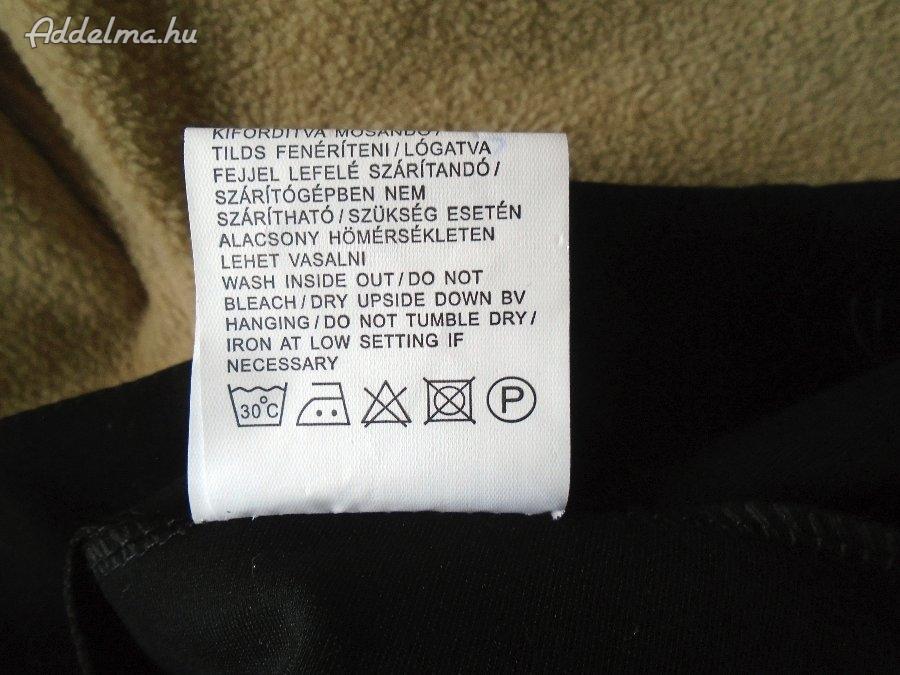 Addelma.hu
KIFORDÍTVA MOSANDÓ/
TILDS FENÉRÍTENI/LÓGATVA
FEJJEL LEFELÉ SZÁRÍTANDÓ/
SZÁRÍTÓGÉPBEN NEM
SZÁRÍTHATÓ/SZÜKSÉG ESETÉN
ALACSONY HÖMÉRSÉKLETEN
LEHET VASALNI
WASH INSIDE OUT/DO NOT
BLEACH/DRY UPSIDE DOWN BV
HANGING/DO NOT TUMBLE DRY/
IRON AT LOW SETTING IF
NECESSARY
30°C P